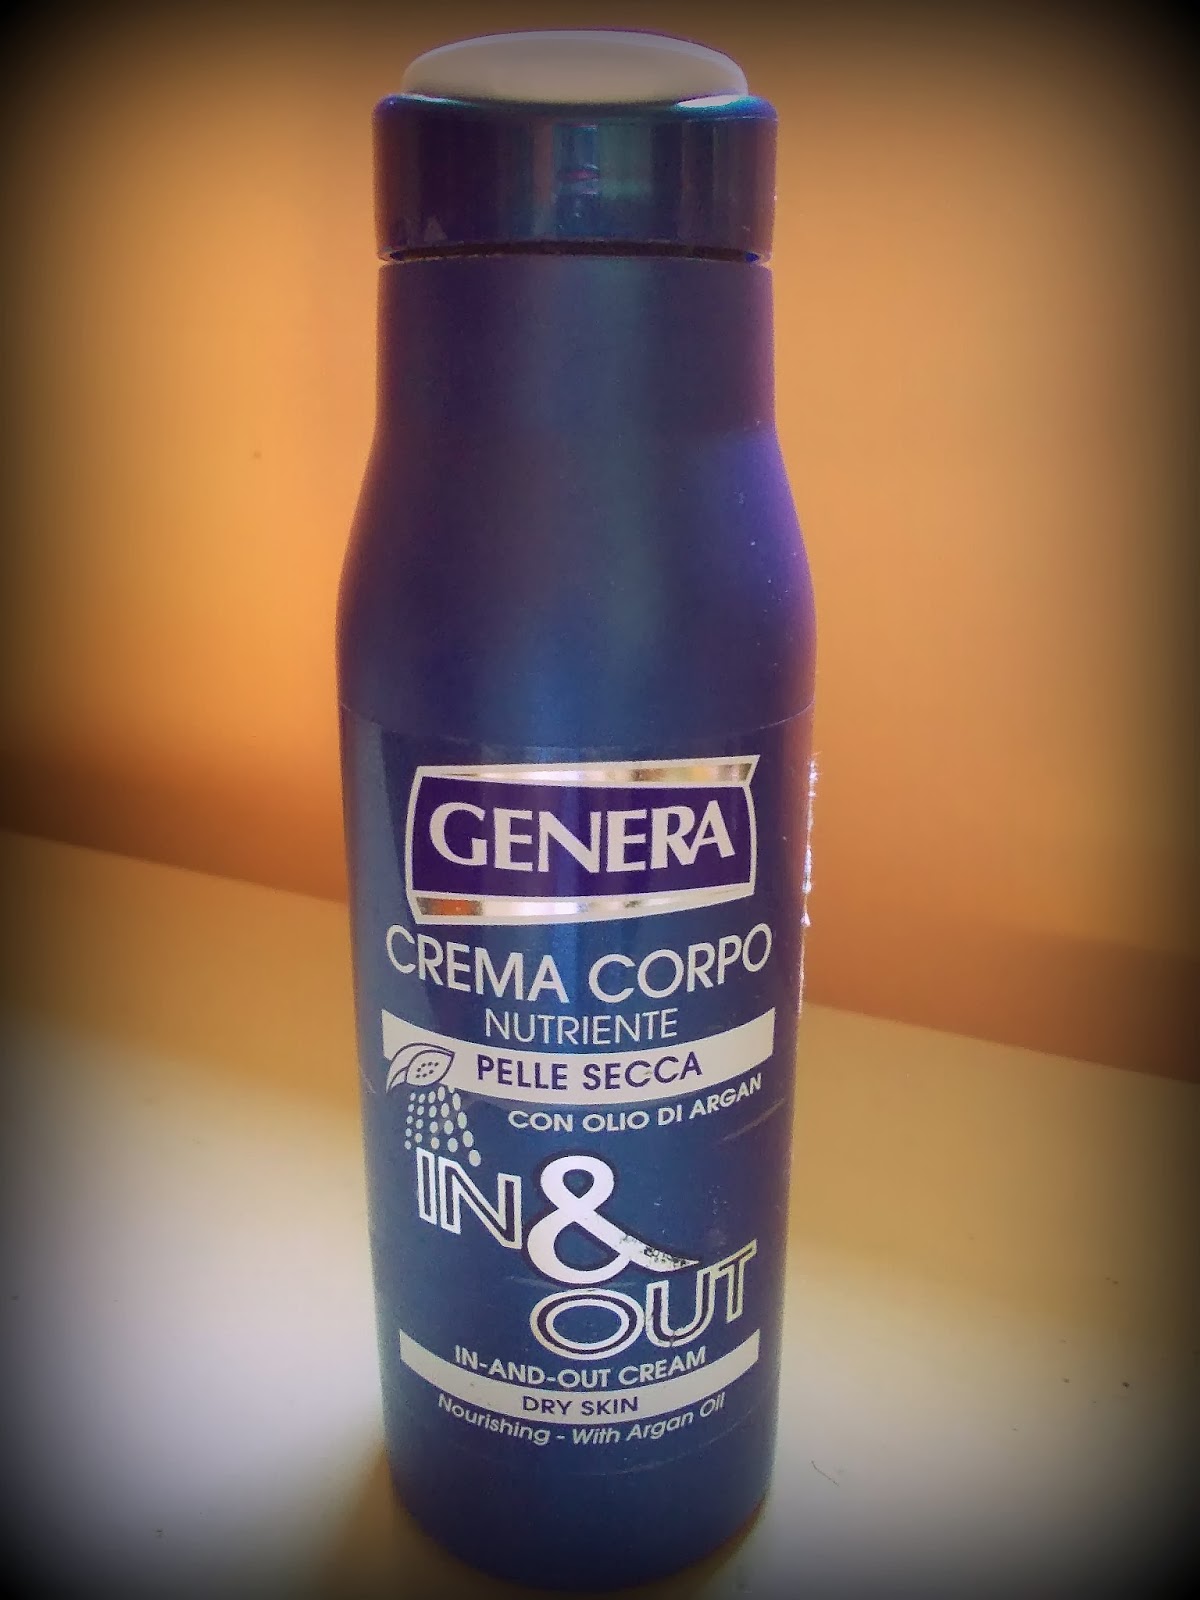 GENERA
CREMA CORPO
NUTRIENTE
PELLE SECCA
CON OLIO DI ARGAN
IN &
OUT
IN-AND-OUT CREAM
DRY SKIN
Nourishing - With Argan Oil